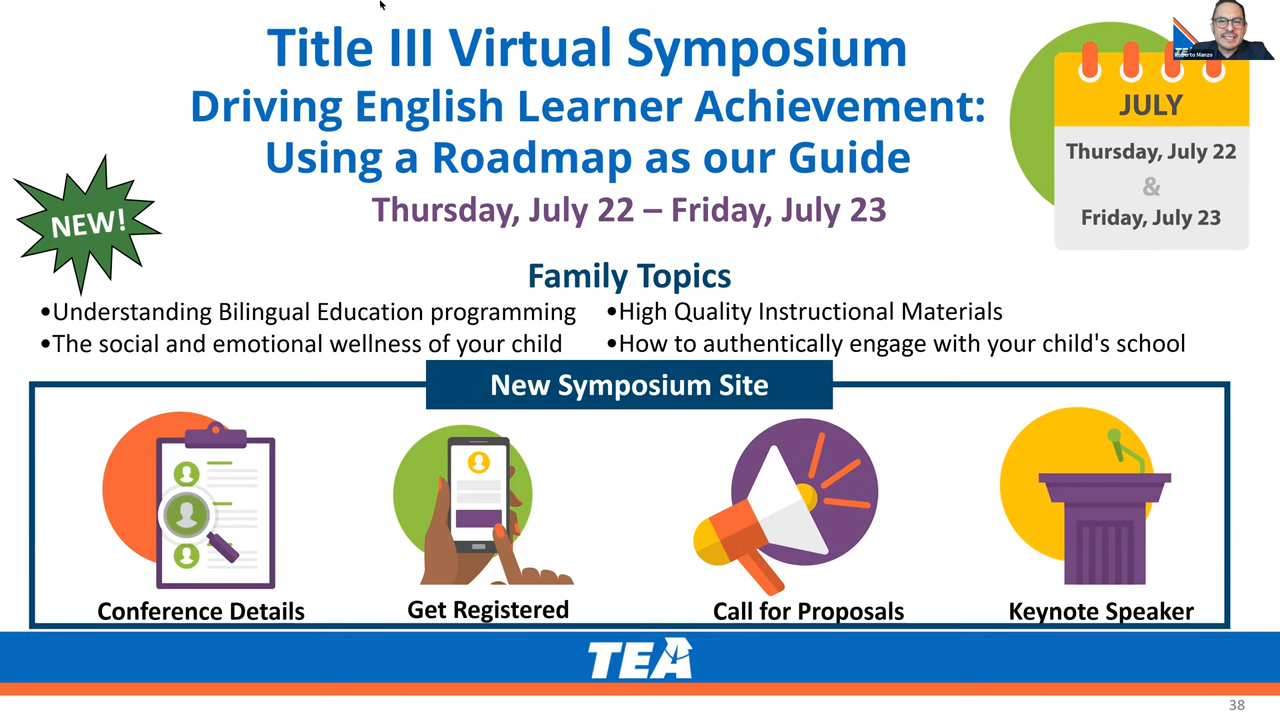 Title III Virtual Symposium
Driving English Learner Achievement:
Using a Roadmap as our Guide
Thursday, July 22 – Friday, July 23
NEW!
JULY
Thursday, July 22
&
Friday, July 23
Roberto Manzo
Family Topics
•Understanding Bilingual Education programming
•The social and emotional wellness of your child
•High Quality Instructional Materials
•How to authentically engage with your child's school
New Symposium Site
Conference Details
Get Registered
Call for Proposals
Keynote Speaker
TEA
38